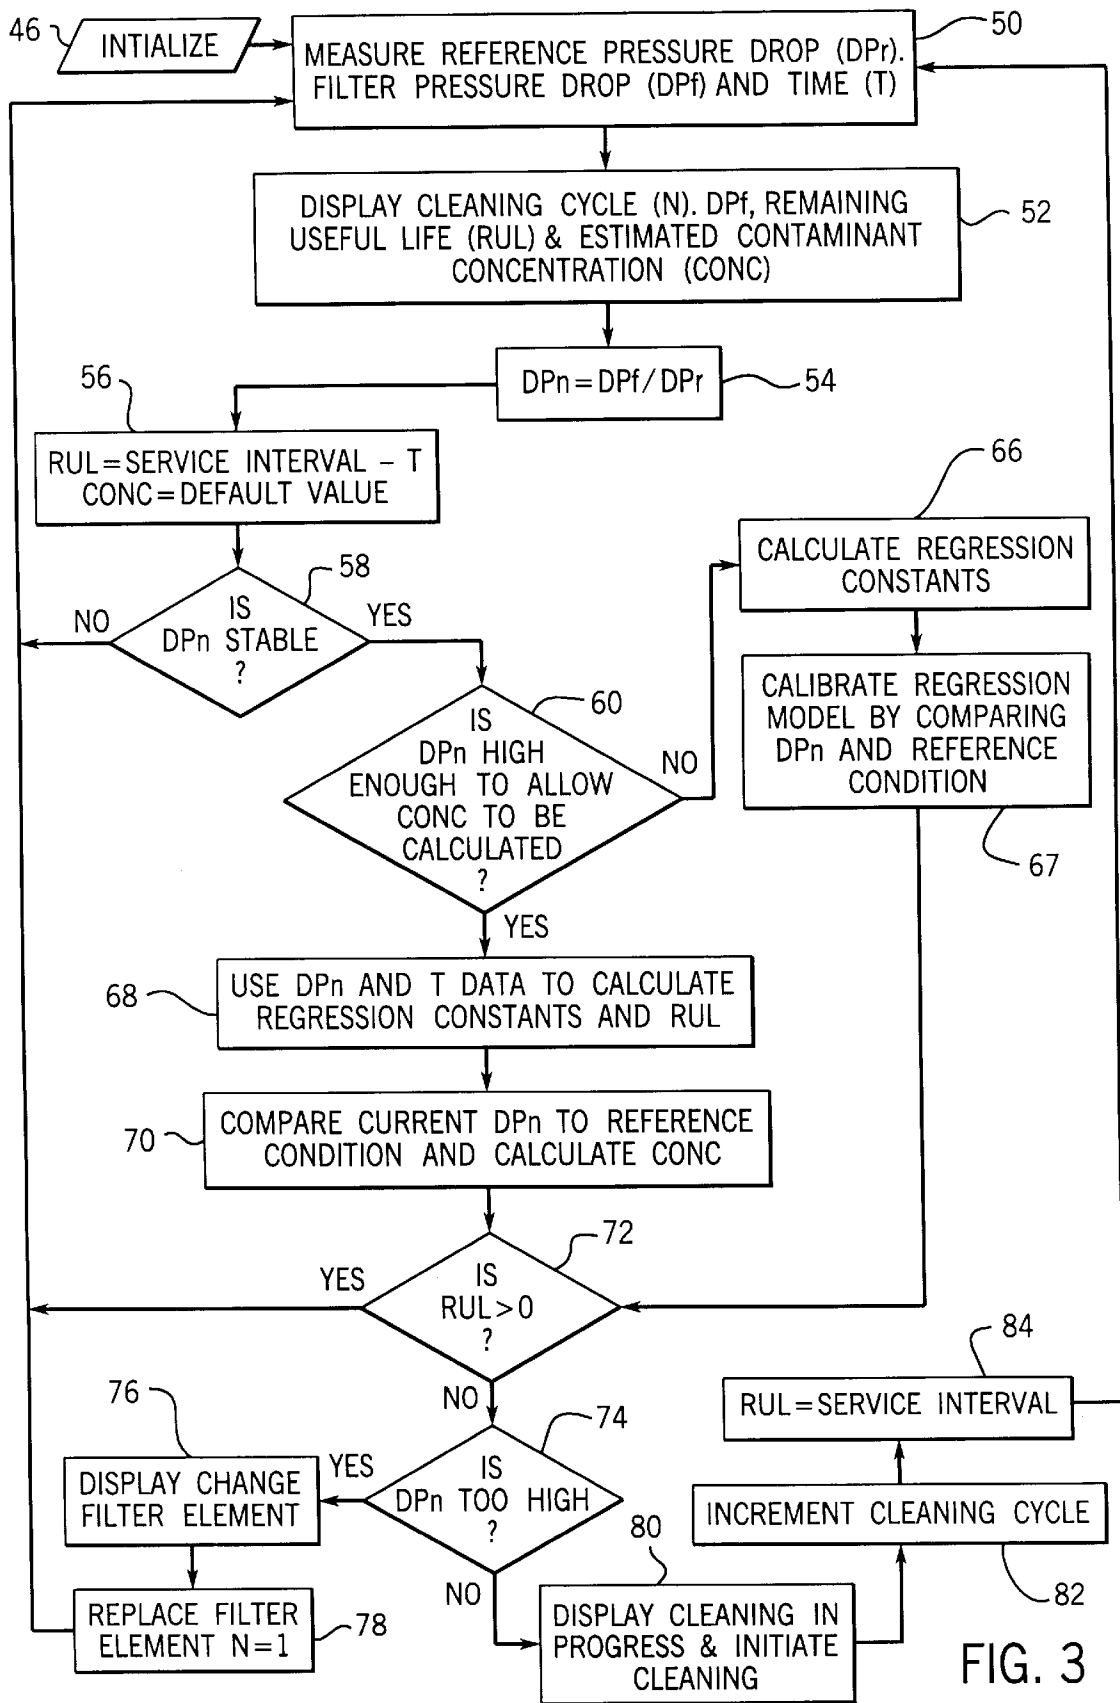 46
INTIALIZE
50
MEASURE REFERENCE PRESSURE DROP (DPr).
FILTER PRESSURE DROP (DPf) AND TIME (T)
DISPLAY CLEANING CYCLE (N). DPf, REMAINING
USEFUL LIFE (RUL) & ESTIMATED CONTAMINANT
CONCENTRATION (CONC)
52
DPn=DPf/DPr
54
56
RUL=SERVICE INTERVAL – T
CONC=DEFAULT VALUE
58
IS
DPn STABLE
?
NO
YES
60
IS
DPn HIGH
ENOUGH TO ALLOW
CONC TO BE
CALCULATED
?
NO
YES
66
CALCULATE REGRESSION
CONSTANTS
CALIBRATE REGRESSION
MODEL BY COMPARING
DPn AND REFERENCE
CONDITION
67
68
USE DPn AND T DATA TO CALCULATE
REGRESSION CONSTANTS AND RUL
70
COMPARE CURRENT DPn TO REFERENCE
CONDITION AND CALCULATE CONC
72
YES
IS
RUL>0
?
NO
74
YES
IS
DPn TOO HIGH
?
NO
76
DISPLAY CHANGE
FILTER ELEMENT
REPLACE FILTER
ELEMENT N=1
78
80
DISPLAY CLEANING IN
PROGRESS & INITIATE
CLEANING
84
RUL=SERVICE INTERVAL
INCREMENT CLEANING CYCLE
82
FIG. 3